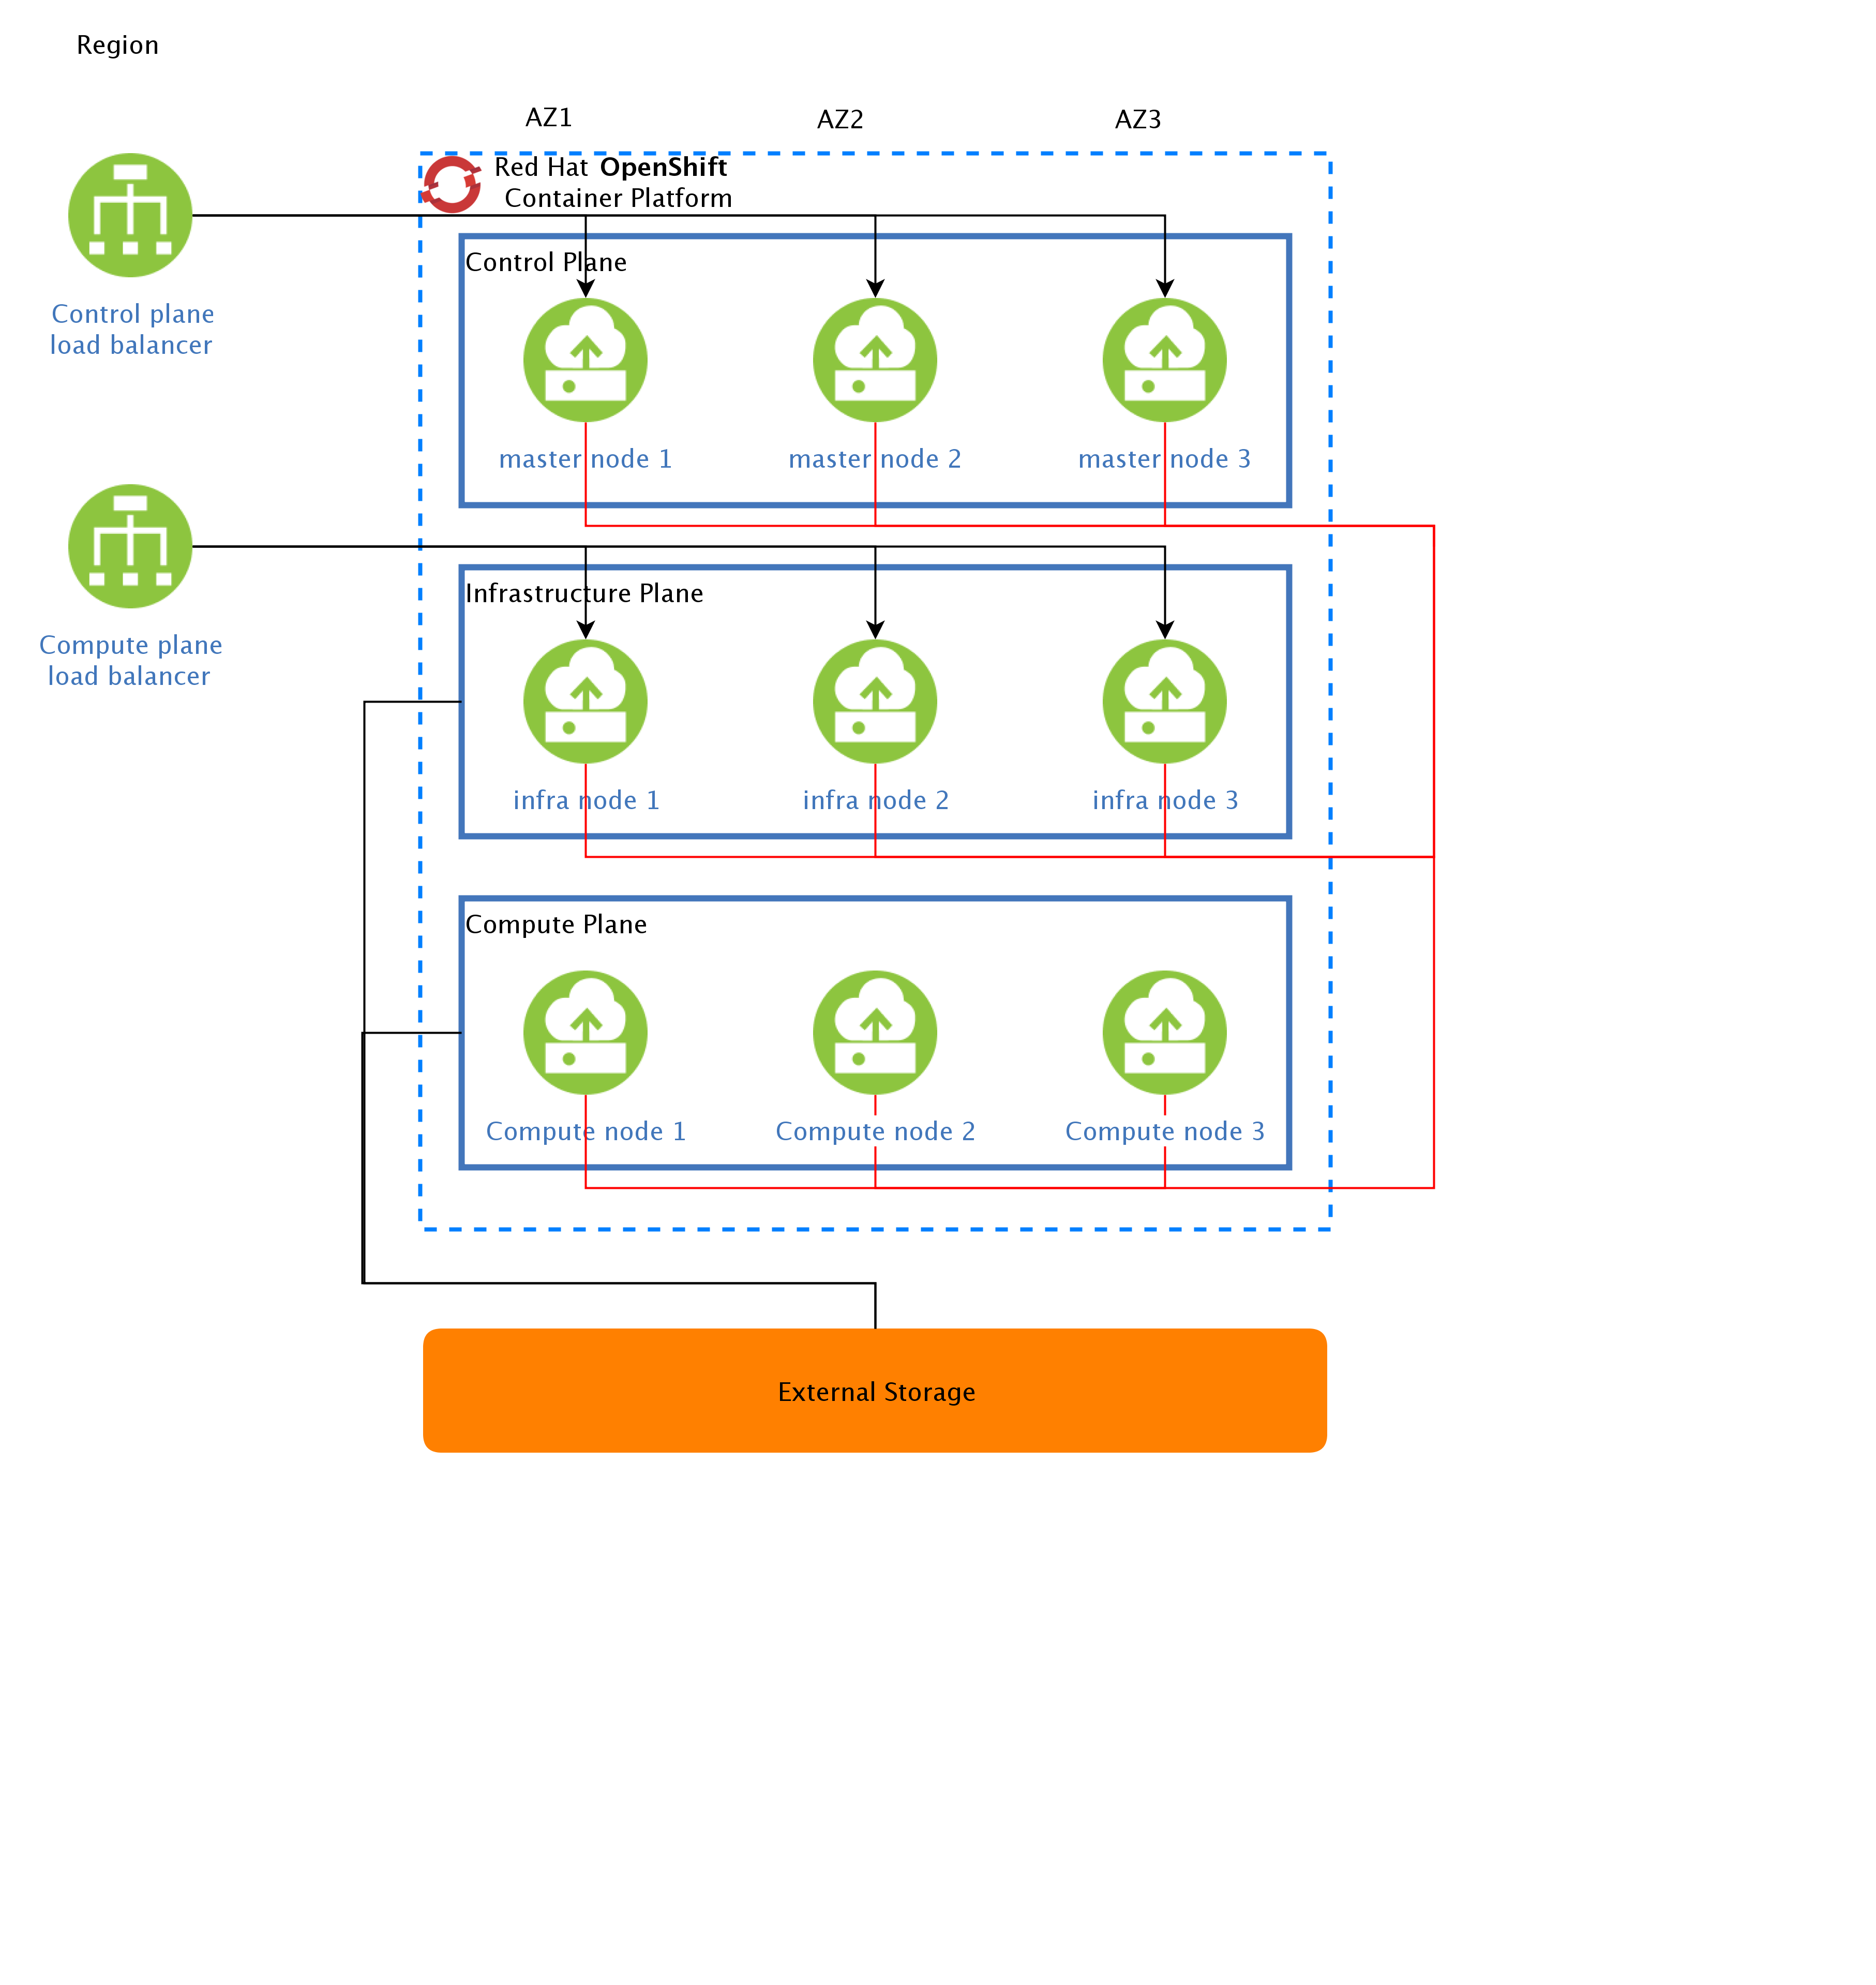 Region
AZ1
AZ2
AZ3
Red Hat OpenShift
Container Platform
Control plane
load balancer
Control Plane
master node 1
master node 2
master node 3
Compute plane
load balancer
Infrastructure Plane
infra node 1
infra node 2
infra node 3
Compute Plane
Compute node 1
Compute node 2
Compute node 3
External Storage